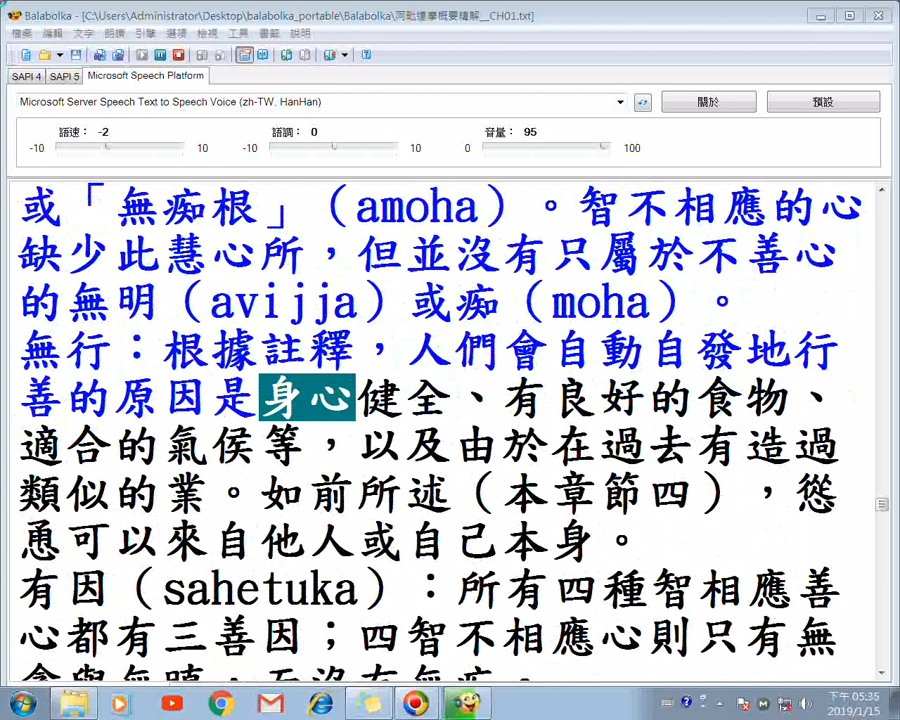 Balabolka - [C:\Users\Administrator\Desktop\balabolka_portable\Balabolka\阿毗達摩概要精解__CH01.txt]
檔案 編輯 文字 朗讀 引擎 選項 檢視 工具 書籤 說明
SAPI 4 SAPI 5 Microsoft Speech Platform
Microsoft Server Speech Text to Speech Voice (zh-TW, HanHan) 關於 預設
語速： -2 語調： 0 音量： 95
-10 10 -10 10 0 100
或「無痴根」（amoha）。智不相應的心
缺少此慧心所，但並沒有只屬於不善心
的無明（avijja）或痴（moha）。
無行：根據註釋，人們會自動自發地行
善的原因是身心健全、有良好的食物、
適合的氣侯等，以及由於在過去有造過
類似的業。如前所述（本章節四），慫
恿可以來自他人或自己本身。
有因（sahetuka）：所有四種智相應善
心都有三善因；四智不相應心則只有無
下午 05:35
2019/1/15